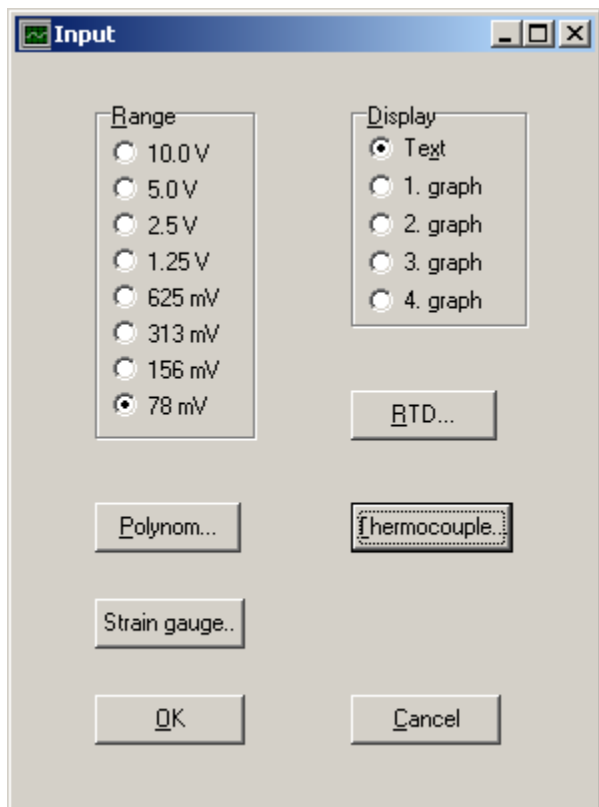 Input
Range
10.0 V
5.0 V
2.5 V
1.25 V
625 mV
313 mV
156 mV
78 mV
Display
Text
1. graph
2. graph
3. graph
4. graph
RTD...
Polynom...
Thermocouple..
Strain gauge..
OK
Cancel